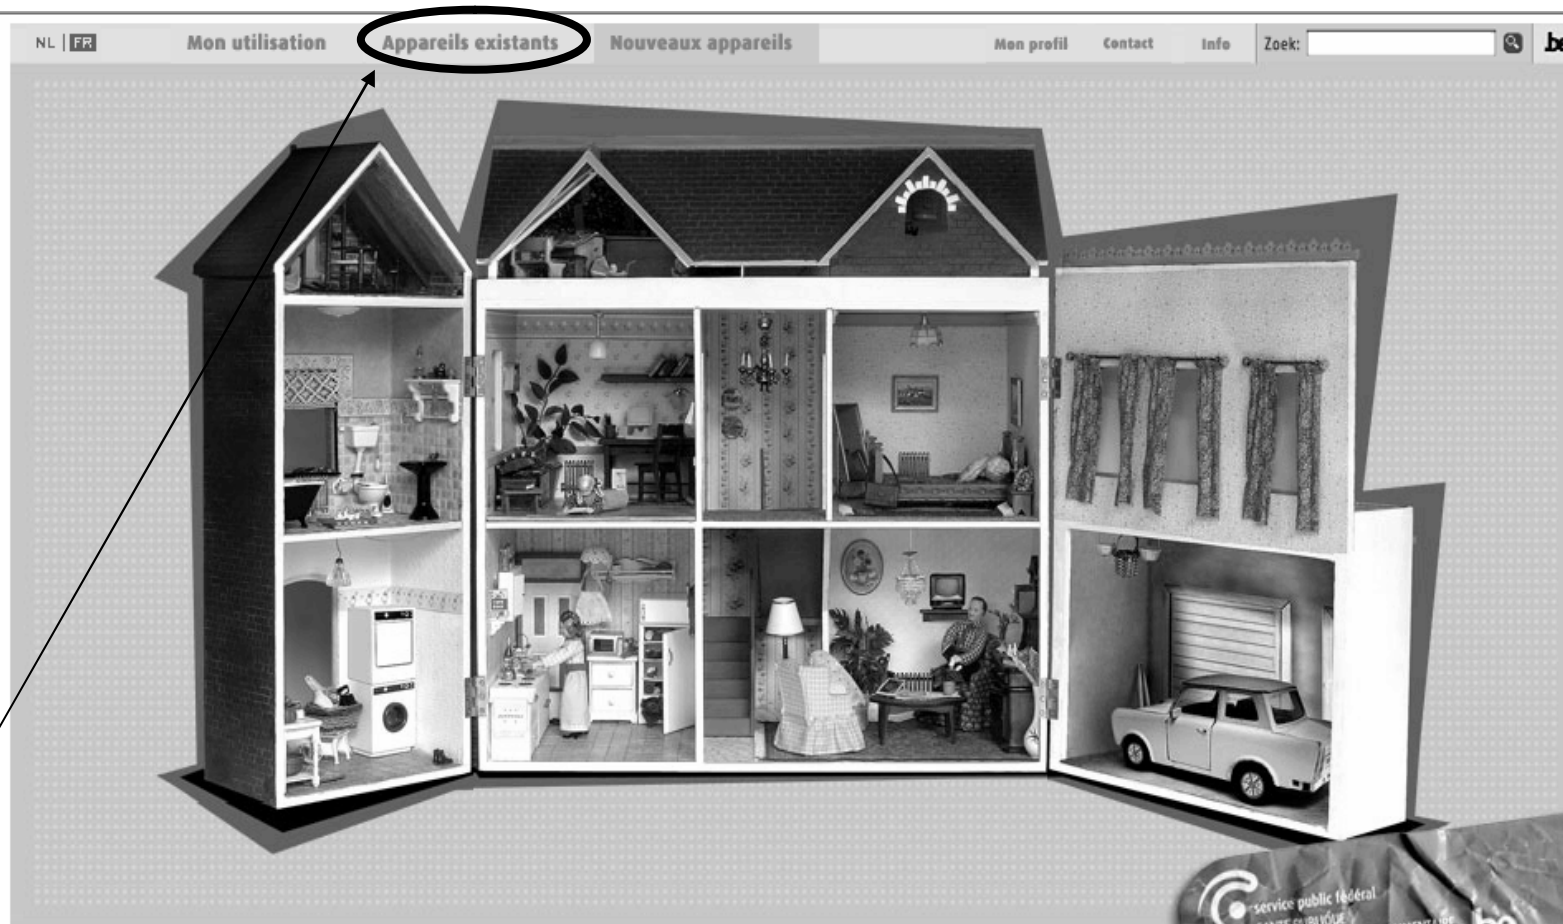 NL | FR
Mon utilisation
Appareils existants
Nouveaux appareils
Mon profil
Contact
Info
Zoek:
service public fédéral